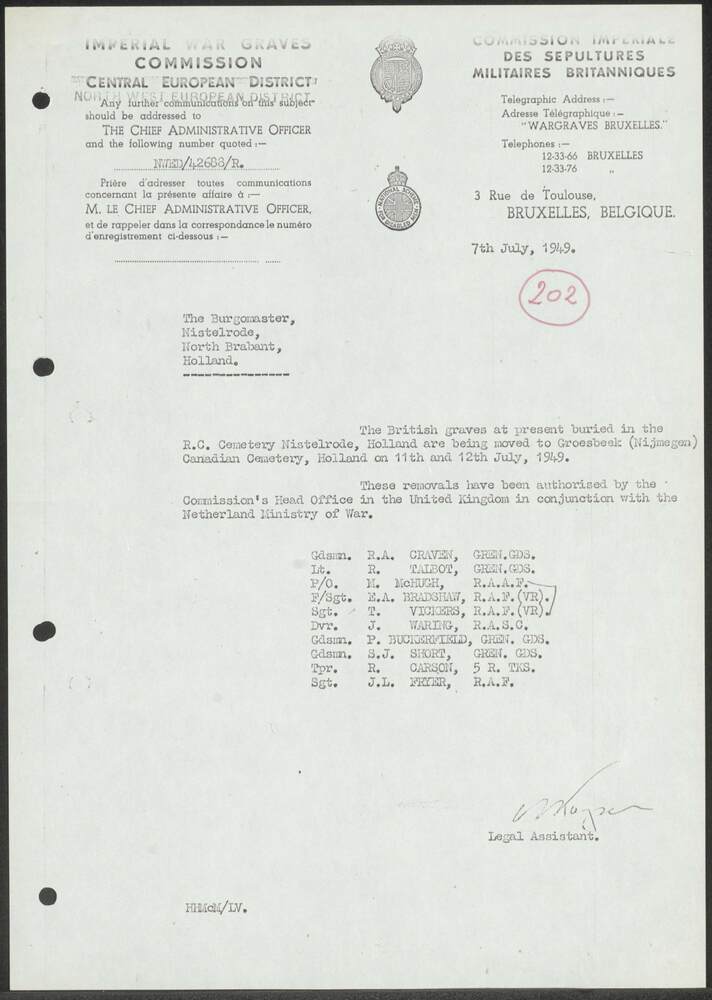 IMPERIAL WAR GRAVES
COMMISSION
CENTRAL EUROPEAN DISTRICT
NORTH WEST EUROPEAN DISTRICT
Any further communications on this subject
should be addressed to
THE CHIEF ADMINISTRATIVE OFFICER
and the following number quoted :—
NWED/42688/R.
Prière d'adresser toutes communications
concernant la présente affaire à :—
M. LE CHIEF ADMINISTRATIVE OFFICER,
et de rappeler dans la correspondance le numéro
d'enregistrement ci-dessous :—
NATIONAL SCHEME
FOR DISABLED MEN
COMMISSION IMPERIALE
DES SEPULTURES
MILITAIRES BRITANNIQUES
Telegraphic Address :—
Adresse Télégraphique :—
"WARGRAVES BRUXELLES."
Telephones :—
12-33-66 BRUXELLES
12-33-76 "
3 Rue de Toulouse,
BRUXELLES, BELGIQUE.
7th July, 1949.
202
The Burgomaster,
Nistelrode,
North Brabant,
Holland.
The British graves at present buried in the
R.C. Cemetery Nistelrode, Holland are being moved to Groesbeek (Nijmegen)
Canadian Cemetery, Holland on 11th and 12th July, 1949.
These removals have been authorised by the
Commission's Head Office in the United Kingdom in conjunction with the
Netherland Ministry of War.
Gdsmn. R.A. CRAVEN, GREN.GDS.
Lt. R. TALBOT, GREN.GDS.
P/O. M. McHUGH, R.A.A.F.
F/Sgt. E.A. BRADSHAW, R.A.F.(VR).
Sgt. T. VICKERS, R.A.F.(VR).
Dvr. J. WARING, R.A.S.C.
Gdsmn. P. BUCKERFIELD, GREN. GDS.
Gdsmn. S.J. SHORT, GREN. GDS.
Tpr. R. CARSON, 5 R. TKS.
Sgt. J.L. FRYER, R.A.F.
Legal Assistant.
HHMcM/LV.